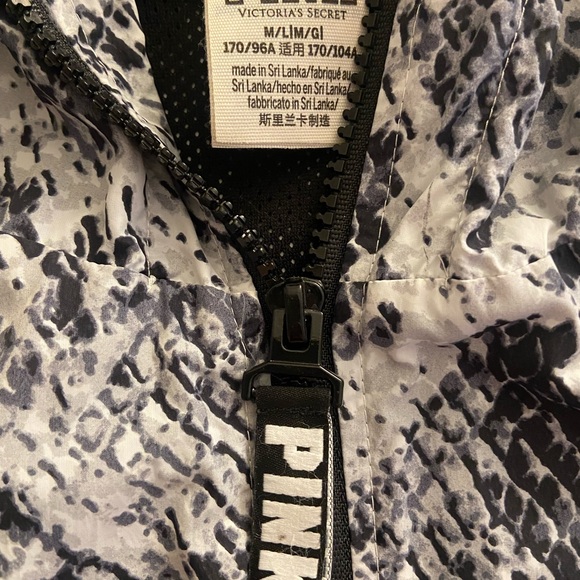 PINK
VICTORIA'S SECRET
M/L|M/G|
170/96A 适用 170/104A
made in Sri Lanka/fabriqué au
Sri Lanka/hecho en Sri Lanka/
fabbricato in Sri Lanka/
斯里兰卡制造
PINK